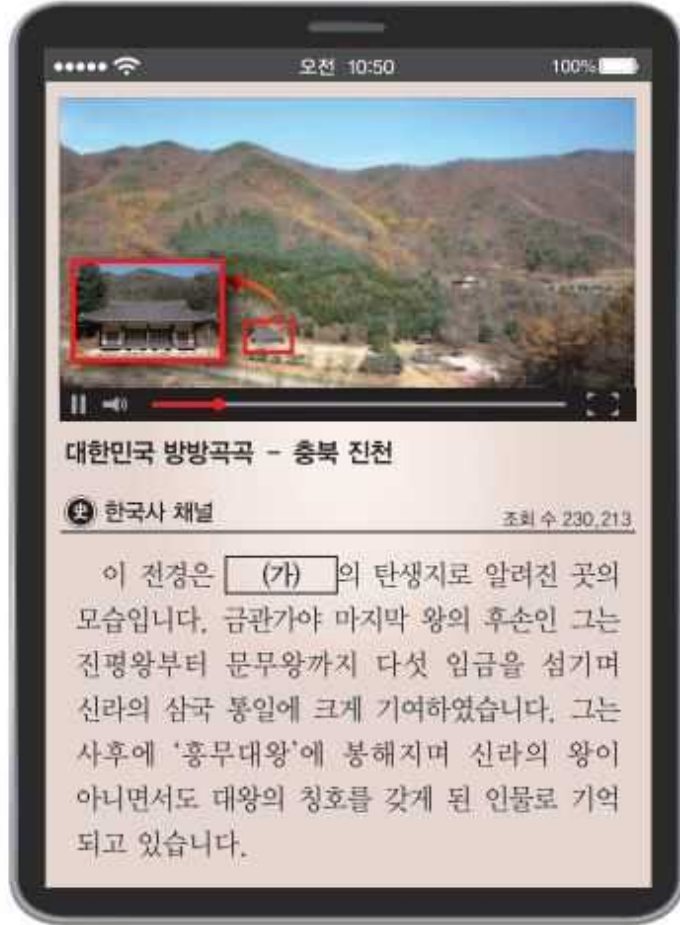 오전 10:50
100%
대한민국 방방곡곡 - 충북 진천
史 한국사 채널
조회 수 230,213
이 전경은 (가) 의 탄생지로 알려진 곳의
모습입니다. 금관가야 마지막 왕의 후손인 그는
진평왕부터 문무왕까지 다섯 임금을 섬기며
신라의 삼국 통일에 크게 기여하였습니다. 그는
사후에 ‘흥무대왕’에 봉해지며 신라의 왕이
아니면서도 대왕의 칭호를 갖게 된 인물로 기억
되고 있습니다.